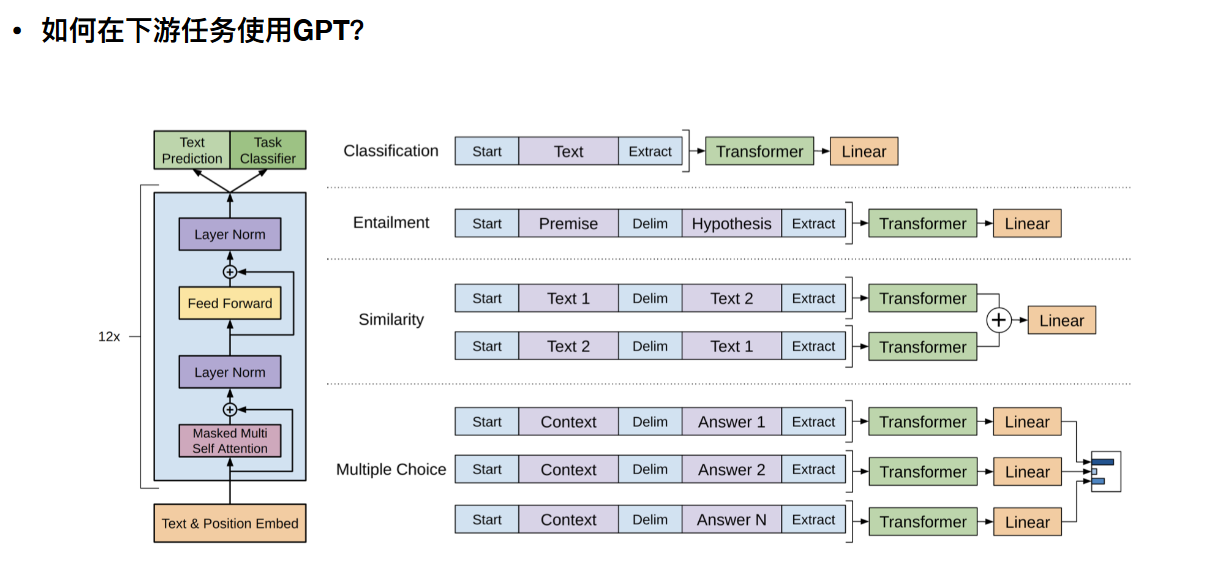 • 如何在下游任务使用GPT？
Text Prediction
Task Classifier
12x
Layer Norm
+
Feed Forward
Layer Norm
+
Masked Multi Self Attention
Text & Position Embed
Classification Start Text Extract Transformer Linear
Entailment Start Premise Delim Hypothesis Extract Transformer Linear
Similarity
Start Text 1 Delim Text 2 Extract Transformer
+ Linear
Start Text 2 Delim Text 1 Extract Transformer
Multiple Choice
Start Context Delim Answer 1 Extract Transformer Linear
Start Context Delim Answer 2 Extract Transformer Linear
Start Context Delim Answer N Extract Transformer Linear